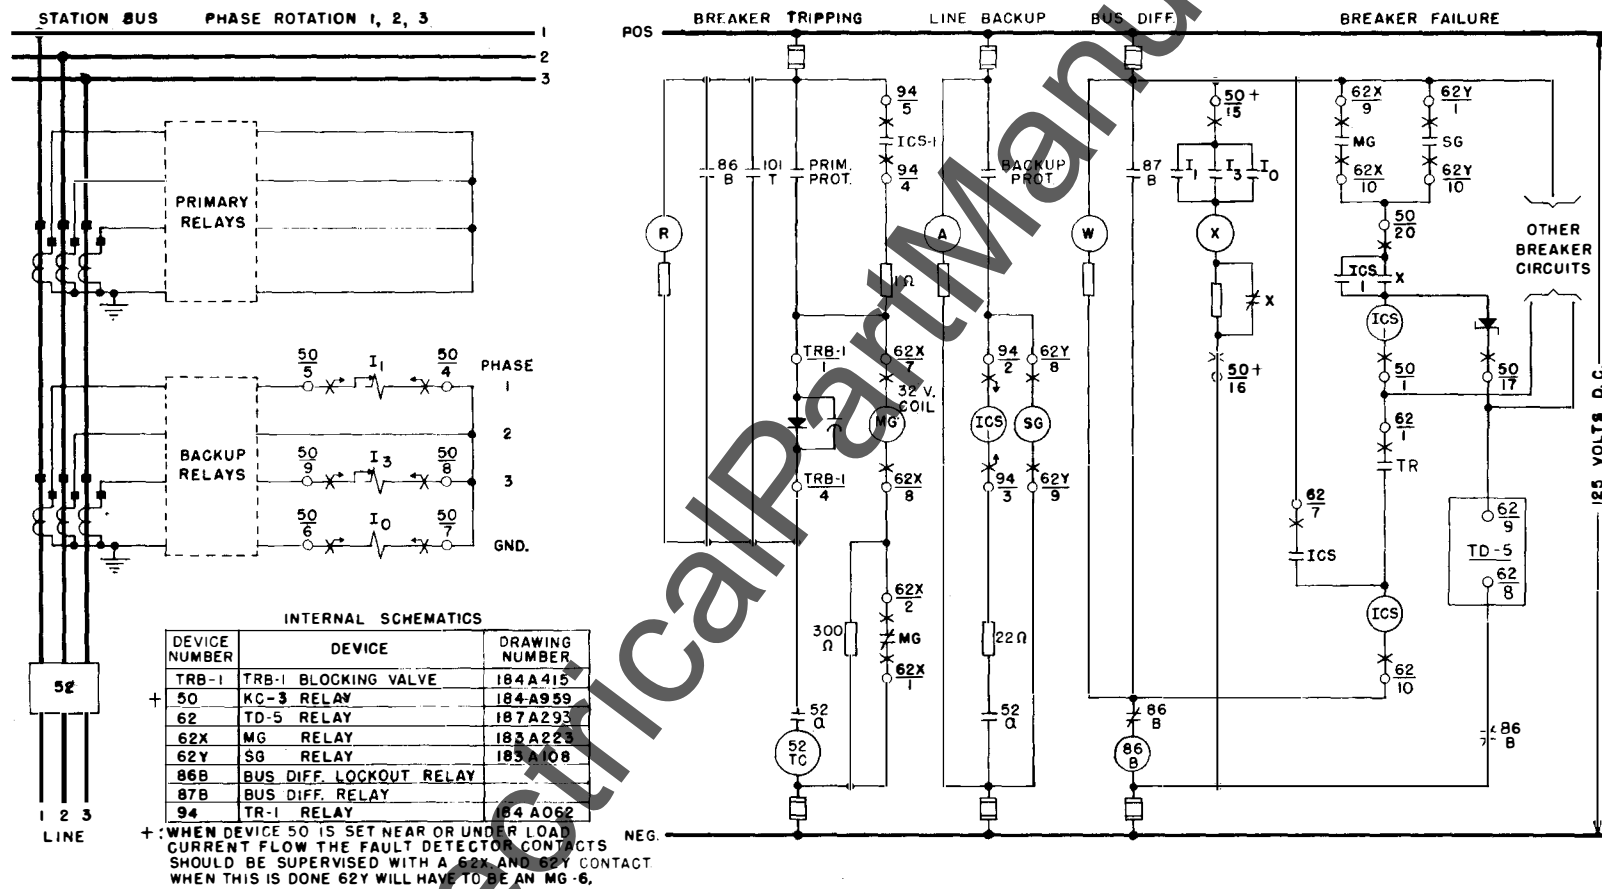 STATION BUS PHASE ROTATION 1, 2, 3
1
2
3
PRIMARY
RELAYS
BACKUP
RELAYS
50
5
I1
50
4
PHASE
1
2
50
9
I3
50
8
3
50
6
I0
50
7
GND.
52
1 2 3
LINE
INTERNAL SCHEMATICS
DEVICE NUMBER DEVICE DRAWING NUMBER
TRB-1 TRB-1 BLOCKING VALVE 184A415
+ 50 KC-3 RELAY 184A959
62 TD-5 RELAY 187A293
62X MG RELAY 183A223
62Y SG RELAY 183A108
86B BUS DIFF. LOCKOUT RELAY
87B BUS DIFF. RELAY
94 TR-1 RELAY 184A062
+: WHEN DEVICE 50 IS SET NEAR OR UNDER LOAD
CURRENT FLOW THE FAULT DETECTOR CONTACTS
SHOULD BE SUPERVISED WITH A 62X AND 62Y CONTACT.
WHEN THIS IS DONE 62Y WILL HAVE TO BE AN MG-6.
BREAKER TRIPPING LINE BACKUP BUS DIFF. BREAKER FAILURE
POS
R
86
B
101
T
PRIM.
PROT.
94
5
ICS-1
94
4
1Ω
TRB-1
1
62X
7
32 V.
COIL
MG
TRB-1
4
62X
8
300
Ω
62X
2
MG
62X
1
52
a
52
TC
A
BACKUP
PROT.
94
2
62Y
8
ICS
SG
94
3
62Y
9
22Ω
52
a
W
87
B
86
B
86
B
50+
15
I1
I3
I0
X
X
50+
16
62X
9
62Y
1
MG
SG
62X
10
62Y
10
50
20
ICS
1
X
ICS
50
1
50
17
62
1
TR
62
7
ICS
ICS
62
10
62
9
TD-5
62
8
86
B
OTHER
BREAKER
CIRCUITS
125 VOLTS D.C.
NEG.
ectricalPartManu